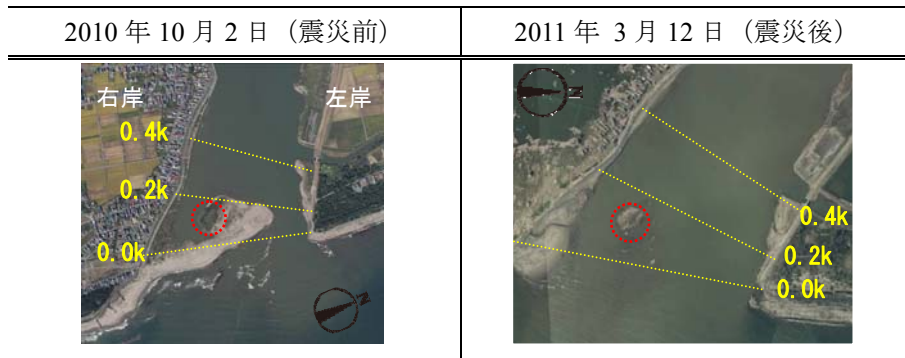 2010 年 10 月 2 日（震災前）
2011 年 3 月 12 日（震災後）
右岸
左岸
0.4k
0.2k
0.0k
N
N
0.4k
0.2k
0.0k